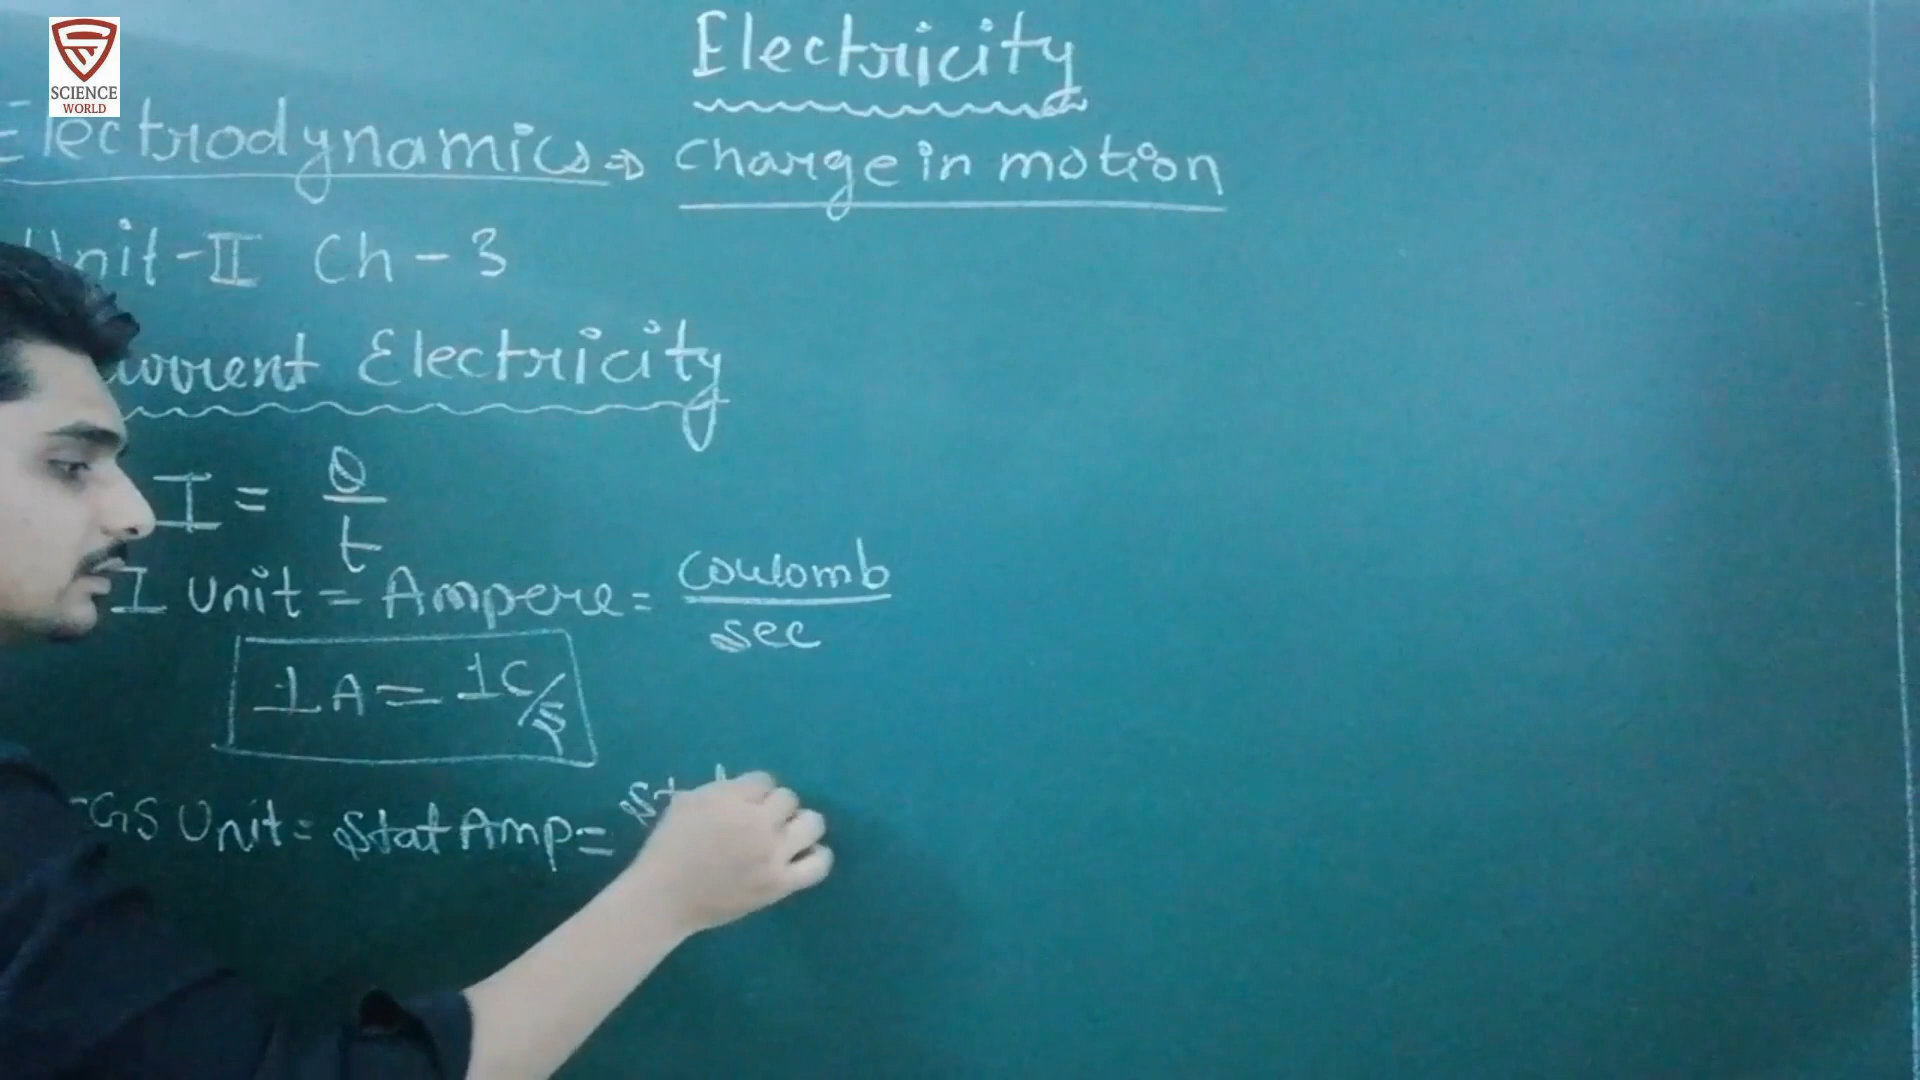 SCIENCE
WORLD
Electricity
Electrodynamics ⇒ charge in motion
Unit-II Ch-3
Current Electricity
I = Q/t
I Unit = Ampere = Coulomb/sec
1A = 1C/s
CGS Unit = Stat Amp = Stat